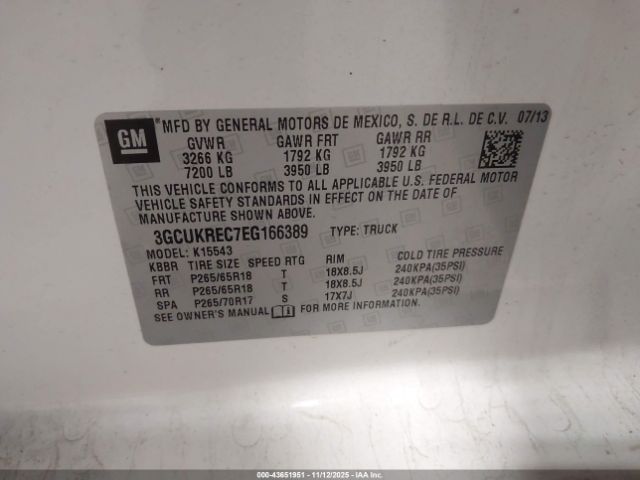 GM
MFD BY GENERAL MOTORS DE MEXICO, S. DE R.L. DE C.V. 07/13
GVWR GAWR FRT GAWR RR
3266 KG 1792 KG 1792 KG
7200 LB 3950 LB 3950 LB
THIS VEHICLE CONFORMS TO ALL APPLICABLE U.S. FEDERAL MOTOR
VEHICLE SAFETY STANDARDS IN EFFECT ON THE DATE OF
MANUFACTURE SHOWN ABOVE.
3GCUKREC7EG166389 TYPE: TRUCK
MODEL: K15543
KBBR TIRE SIZE SPEED RTG RIM COLD TIRE PRESSURE
FRT P265/65R18 T 18X8.5J 240KPA(35PSI)
RR P265/65R18 T 18X8.5J 240KPA(35PSI)
SPA P265/70R17 S 17X7J 240KPA(35PSI)
SEE OWNER'S MANUAL FOR MORE INFORMATION.
000-43651951 - 11/12/2025 - IAA Inc.